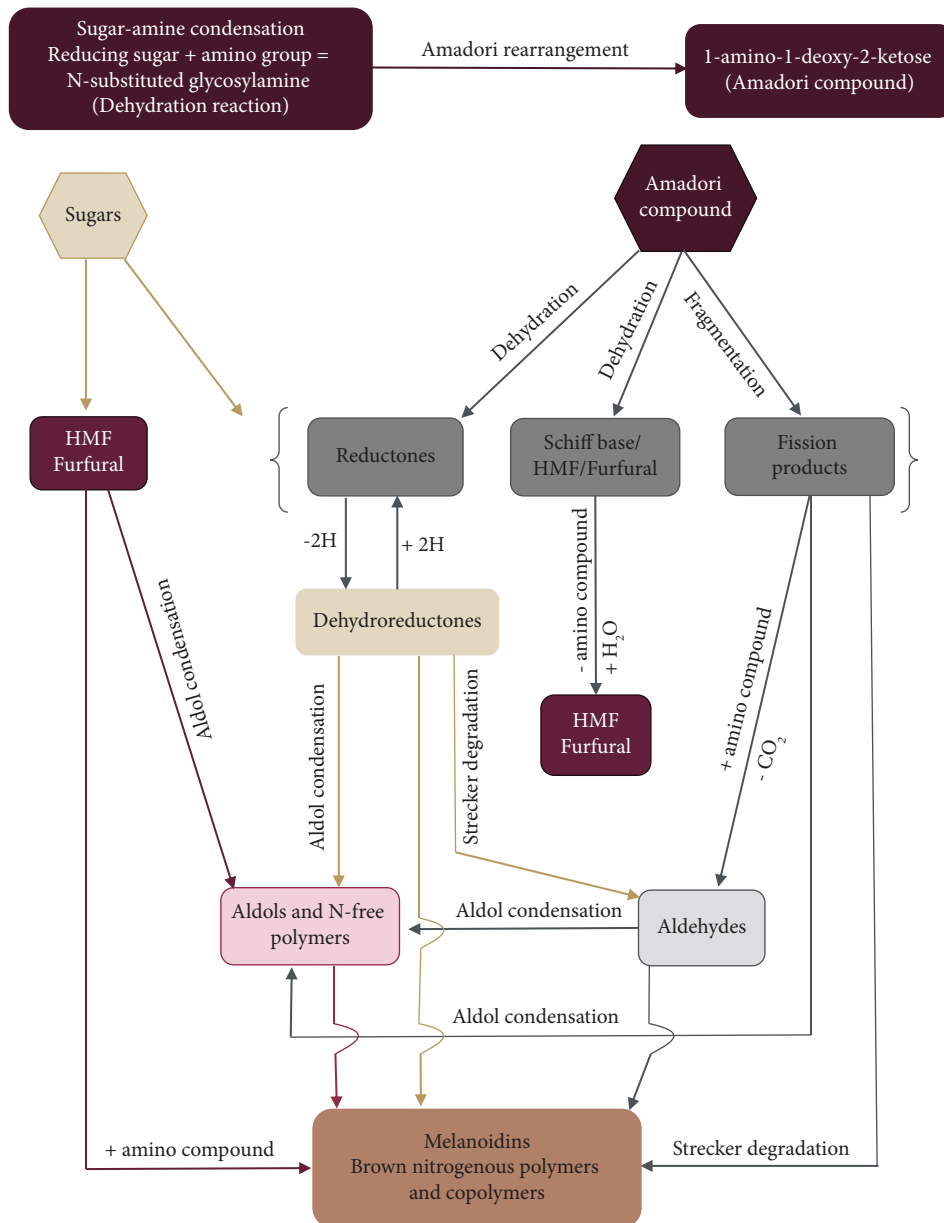 Sugar-amine condensation
Reducing sugar + amino group =
N-substituted glycosylamine
(Dehydration reaction)
Amadori rearrangement
1-amino-1-deoxy-2-ketose
(Amadori compound)
Sugars
Amadori
compound
Dehydration
Dehydration
Fragmentation
HMF
Furfural
Reductones
Schiff base/
HMF/Furfural
Fission
products
-2H
+ 2H
Dehydroreductones
- amino compound
+ H₂O
+ amino compound
- CO₂
Aldol condensation
Aldol condensation
Strecker degradation
HMF
Furfural
Aldols and N-free
polymers
Aldol condensation
Aldehydes
Aldol condensation
+ amino compound
Melanoidins
Brown nitrogenous polymers
and copolymers
Strecker degradation